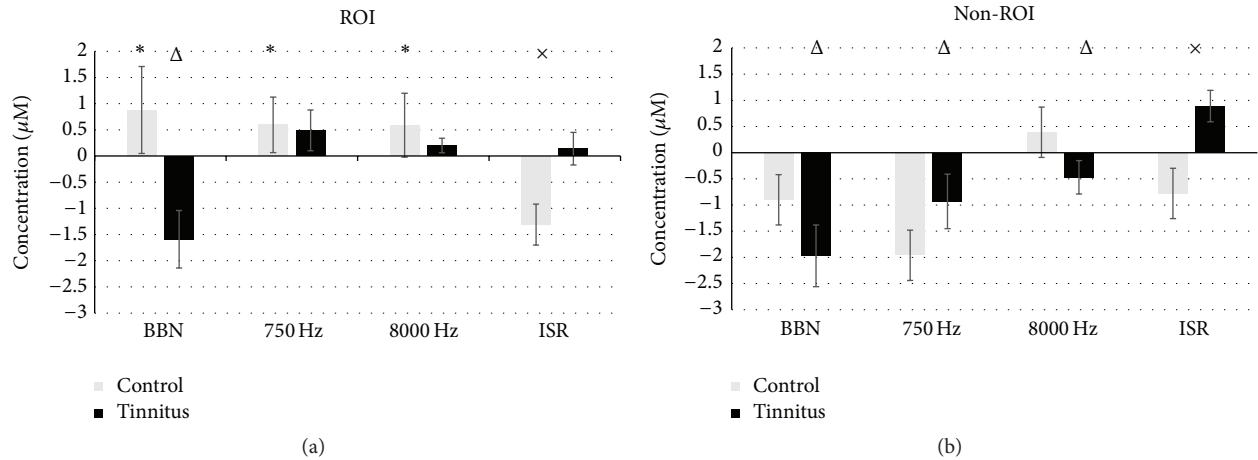 ROI
* Δ * * ×
2
1.5
1
0.5
0
−0.5
−1
−1.5
−2
−2.5
−3
Concentration (μM)
BBN 750 Hz 8000 Hz ISR
Control
Tinnitus
(a)
Non-ROI
Δ Δ Δ ×
2
1.5
1
0.5
0
−0.5
−1
−1.5
−2
−2.5
−3
Concentration (μM)
BBN 750 Hz 8000 Hz ISR
Control
Tinnitus
(b)